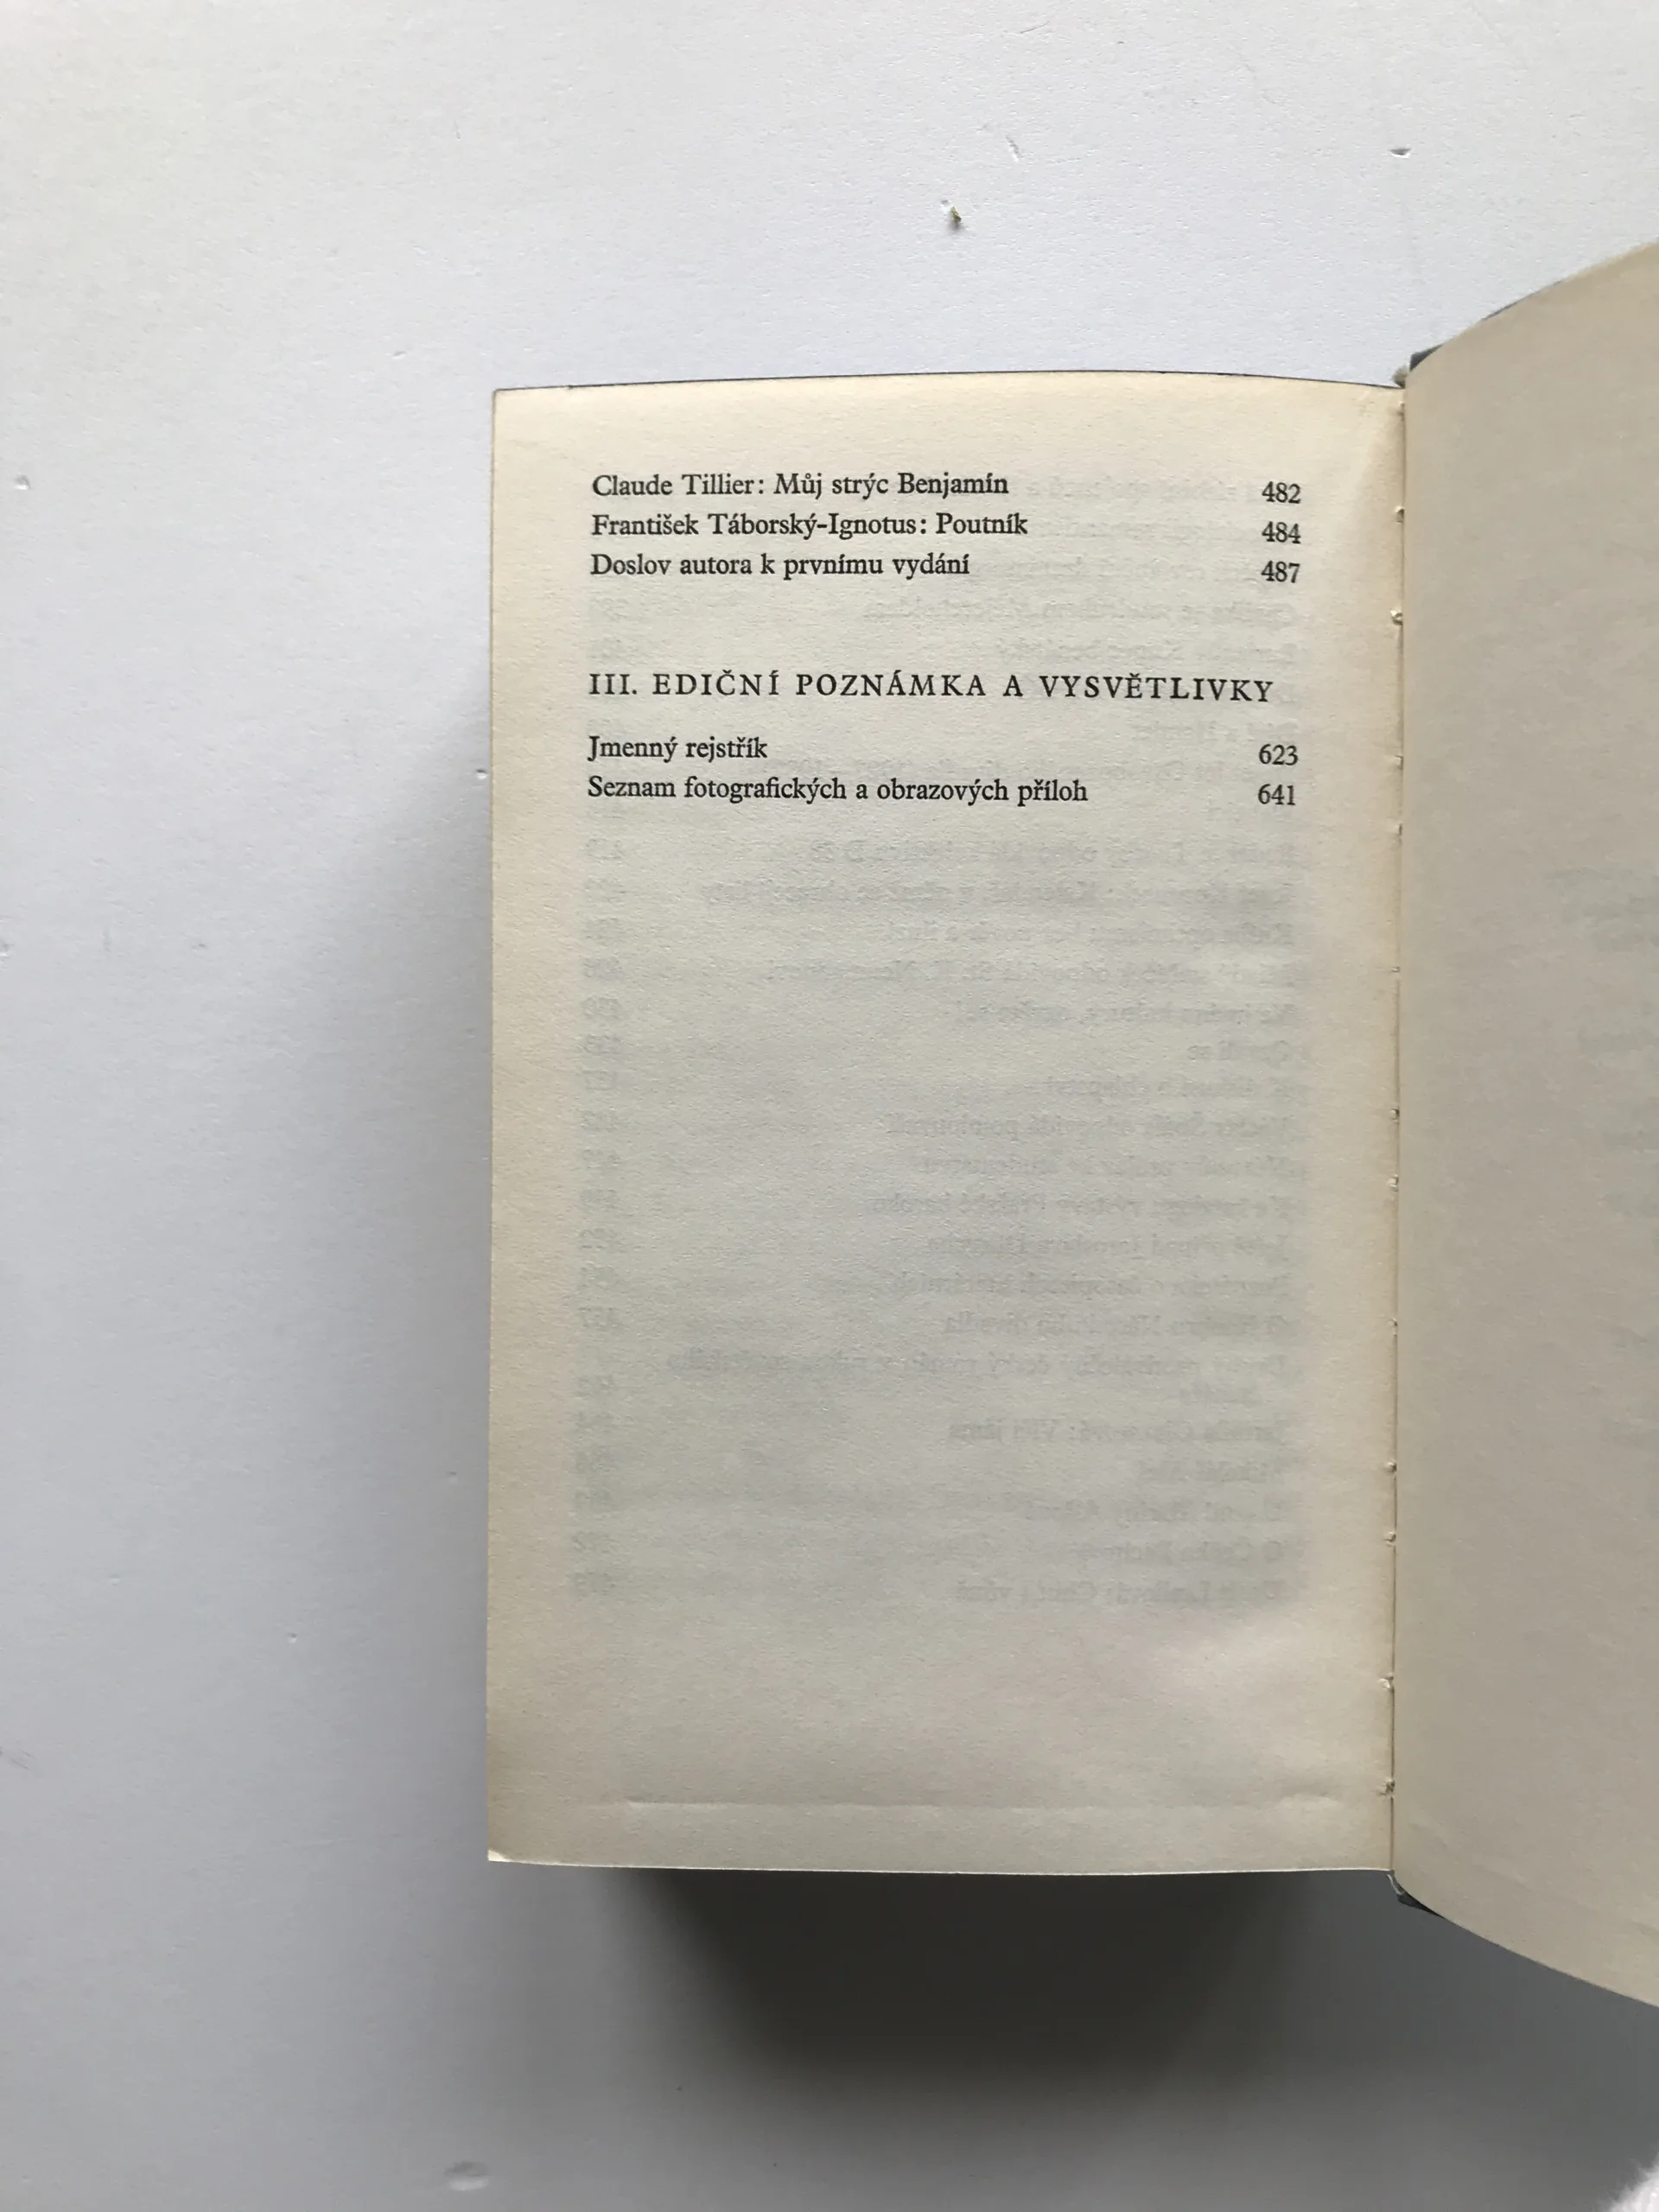 Claude Tillier: Můj strýc Benjamín 482
František Táborský-Ignotus: Poutník 484
Doslov autora k prvnímu vydání 487
III. EDIČNÍ POZNÁMKA A VYSVĚTLIVKY
Jmenný rejstřík 623
Seznam fotografických a obrazových příloh 641